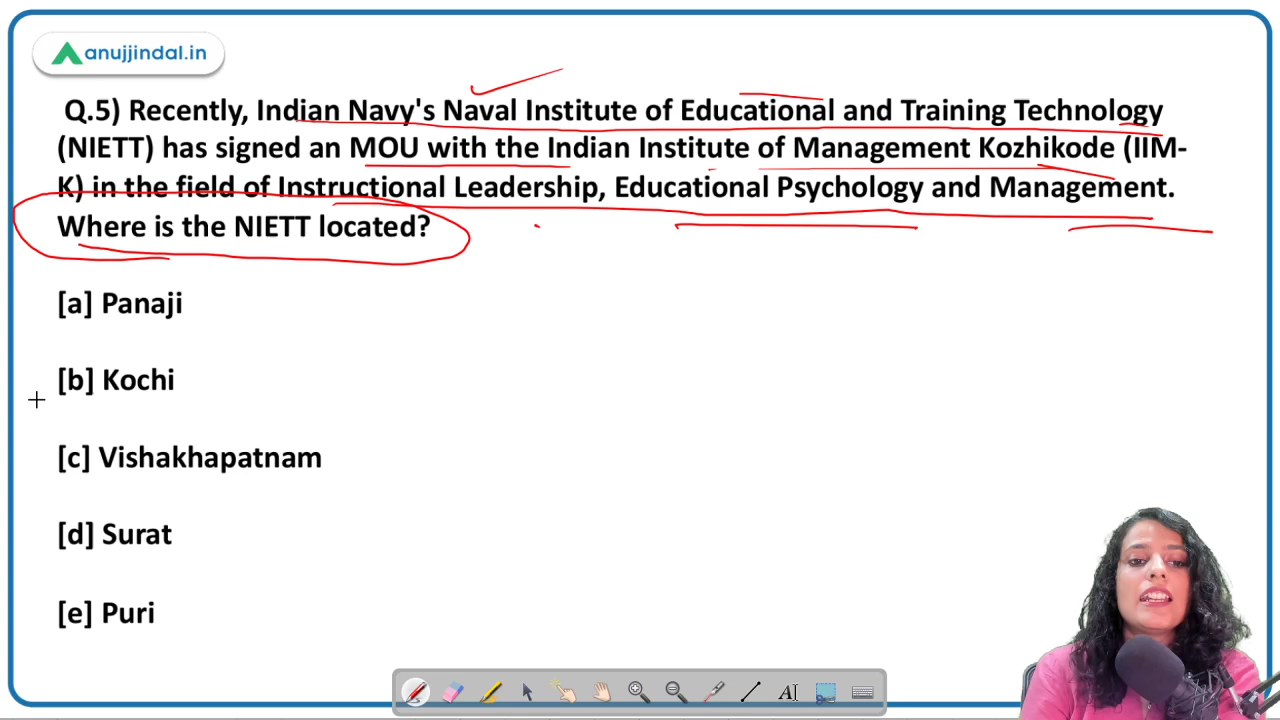 anujjindal.in
Q.5) Recently, Indian Navy's Naval Institute of Educational and Training Technology
(NIETT) has signed an MOU with the Indian Institute of Management Kozhikode (IIM-
K) in the field of Instructional Leadership, Educational Psychology and Management.
Where is the NIETT located?
[a] Panaji
[b] Kochi
[c] Vishakhapatnam
[d] Surat
[e] Puri